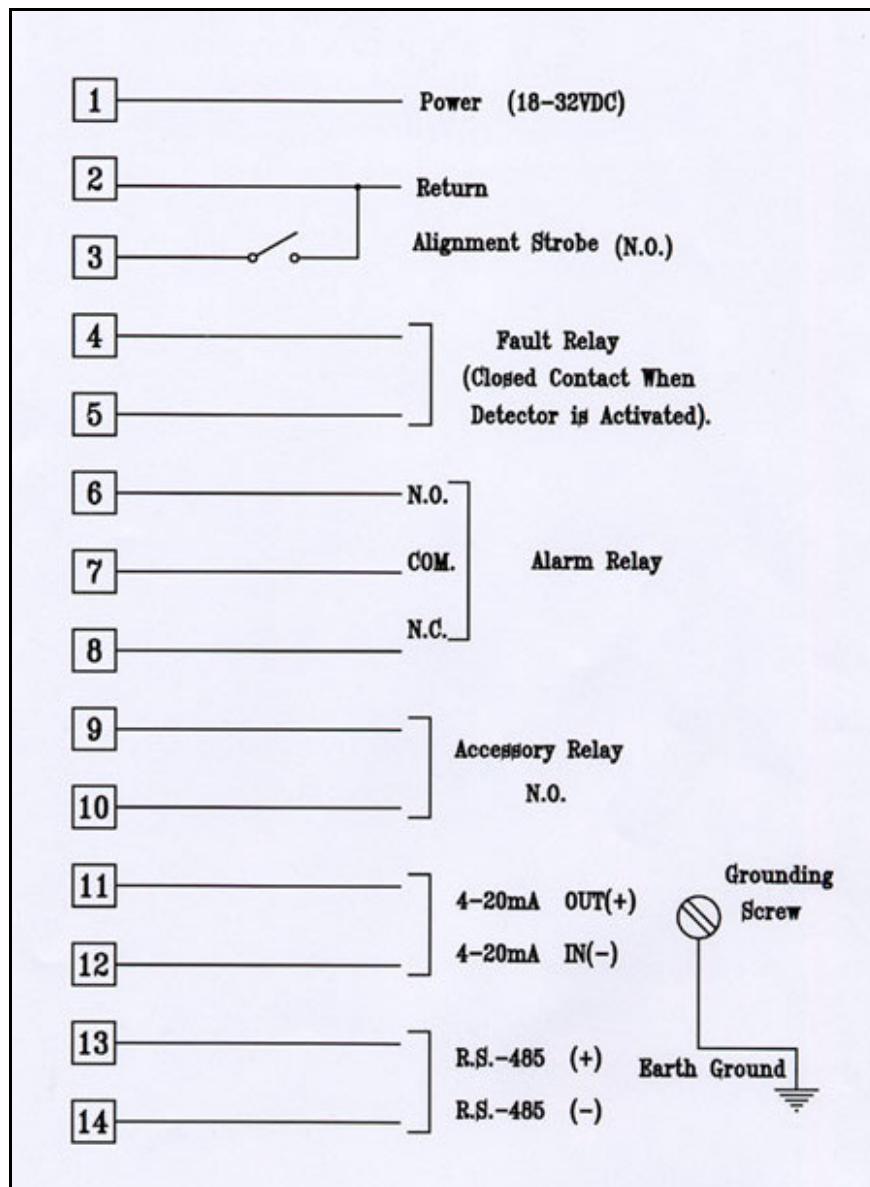 1 Power (18-32VDC)
2 Return
3 Alignment Strobe (N.O.)
4
Fault Relay
(Closed Contact When
Detector is Activated).
5
6 N.O.
7 COM. Alarm Relay
8 N.C.
9
Accessory Relay
N.O.
10
11
4-20mA OUT(+)
4-20mA IN(-)
12
Grounding
Screw
13
R.S.-485 (+)
R.S.-485 (-)
14
Earth Ground